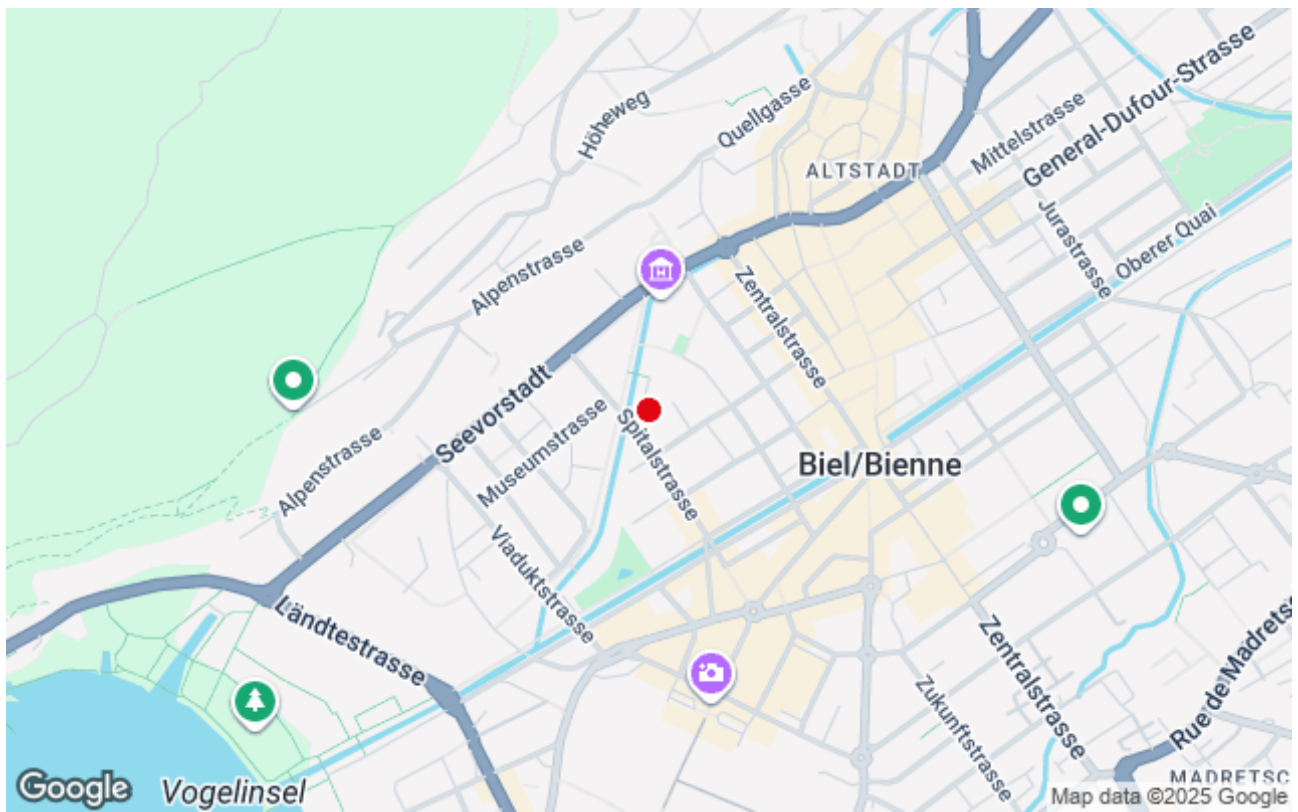 General-Dufour-Strasse
Höheweg
Quellgasse
Mittelstrasse
ALTSTADT
Jurastrasse
Oberer Quai
Alpenstrasse
Zentralstrasse
Seevorstadt
Museumstrasse
Spitalstrasse
Alpenstrasse
Biel/Bienne
Viaduktstrasse
Ländtestrasse
Zentralstrasse
Rue de Madretsc
Zukunftstrasse
MADRETSC
Google
Vogelinsel
Map data ©2025 Google